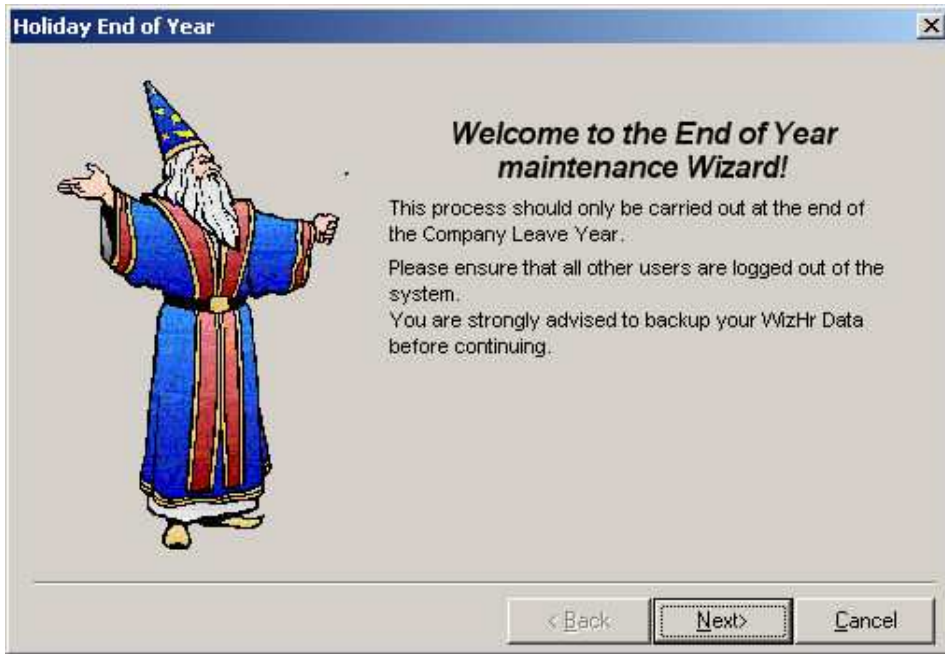 Holiday End of Year
Welcome to the End of Year
maintenance Wizard!
This process should only be carried out at the end of
the Company Leave Year.
Please ensure that all other users are logged out of the
system.
You are strongly advised to backup your WizHr Data
before continuing.
< Back Next> Cancel